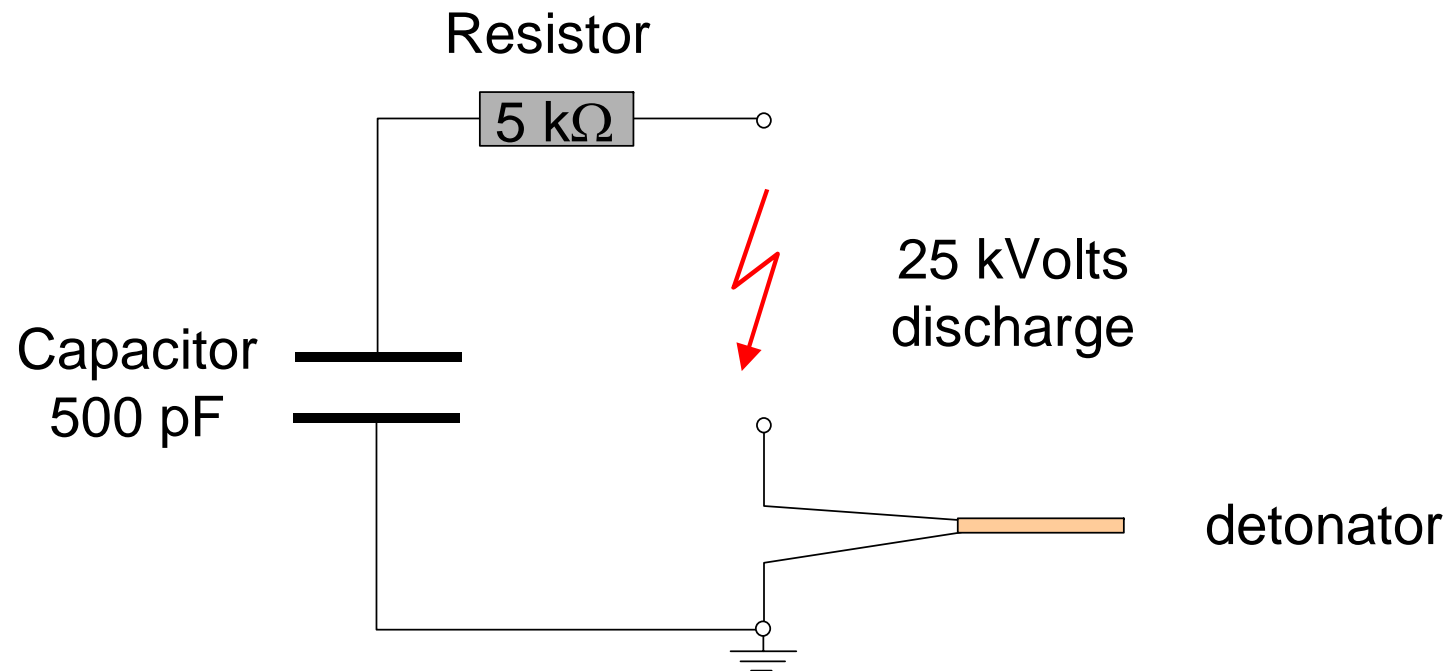 Resistor
5 kΩ
25 kVolts
discharge
Capacitor
500 pF
detonator